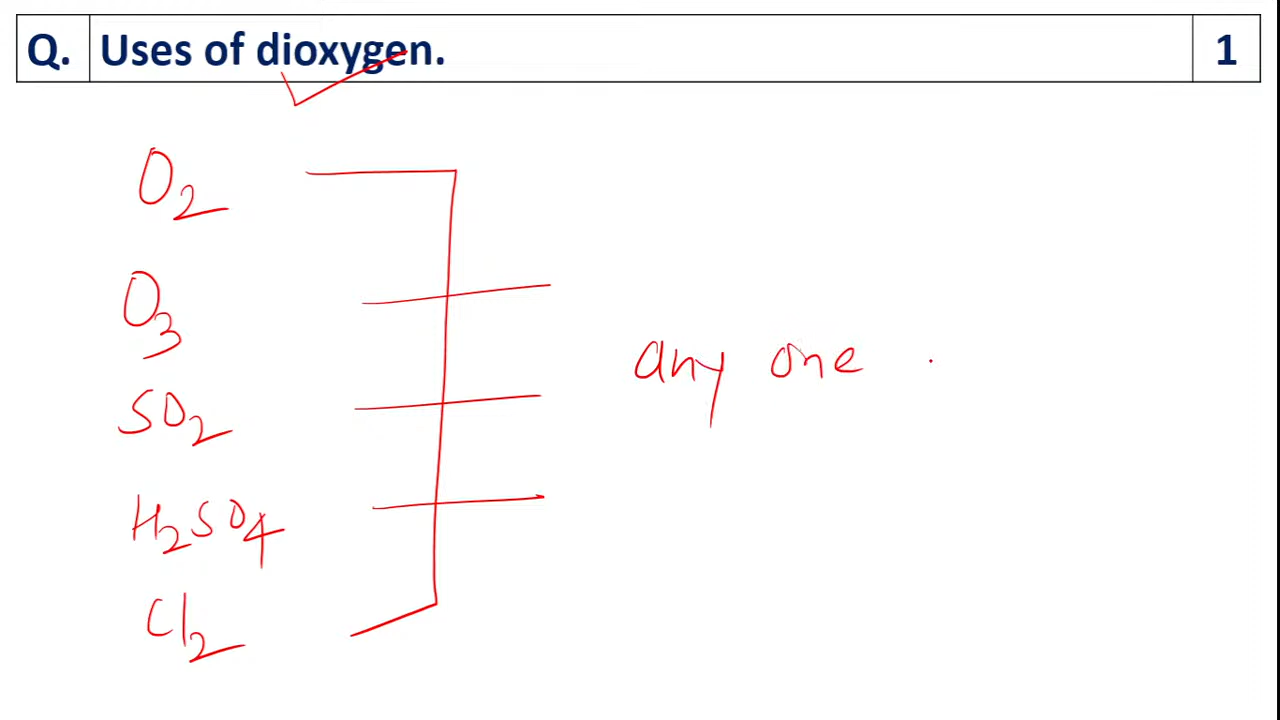 Q. Uses of dioxygen. 1
O2
O3
any one .
SO2
H2SO4
Cl2